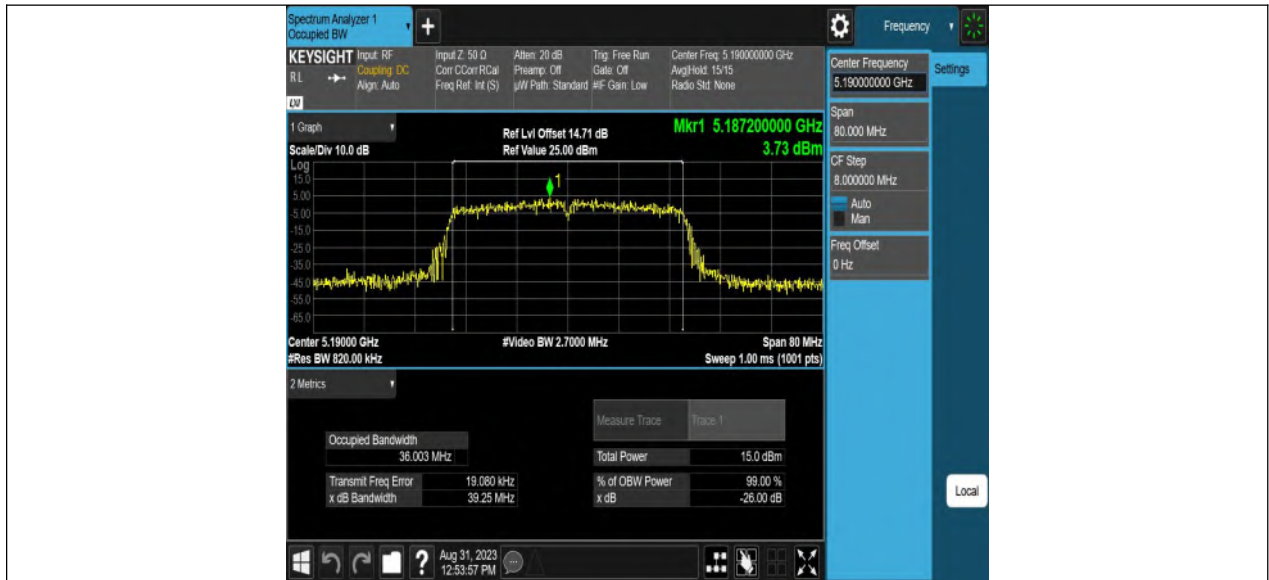 Spectrum Analyzer 1
Occupied BW
Frequency
KEYSIGHT
RL
LXI
Input: RF
Coupling: DC
Align: Auto
Input Z: 50 Ω
Corr CCorr RCal
Freq Ref: Int (S)
Atten: 20 dB
Preamp: Off
µW Path: Standard
Trig: Free Run
Gate: Off
#IF Gain: Low
Center Freq: 5.190000000 GHz
Avg|Hold: 15/15
Radio Std: None
Center Frequency
5.190000000 GHz
Settings
Span
80.000 MHz
CF Step
8.000000 MHz
Auto
Man
Freq Offset
0 Hz
Local
1 Graph
Scale/Div 10.0 dB
Ref Lvl Offset 14.71 dB
Ref Value 25.00 dBm
Mkr1 5.187200000 GHz
3.73 dBm
Log
15.0
5.00
-5.00
-15.0
-25.0
-35.0
-45.0
-55.0
-65.0
1
Center 5.19000 GHz
#Res BW 820.00 kHz
#Video BW 2.7000 MHz
Span 80 MHz
Sweep 1.00 ms (1001 pts)
2 Metrics
Measure Trace Trace 1
Occupied Bandwidth
36.003 MHz
Total Power 15.0 dBm
Transmit Freq Error 19.080 kHz
% of OBW Power 99.00 %
x dB Bandwidth 39.25 MHz
x dB -26.00 dB
?
Aug 31, 2023
12:53:57 PM